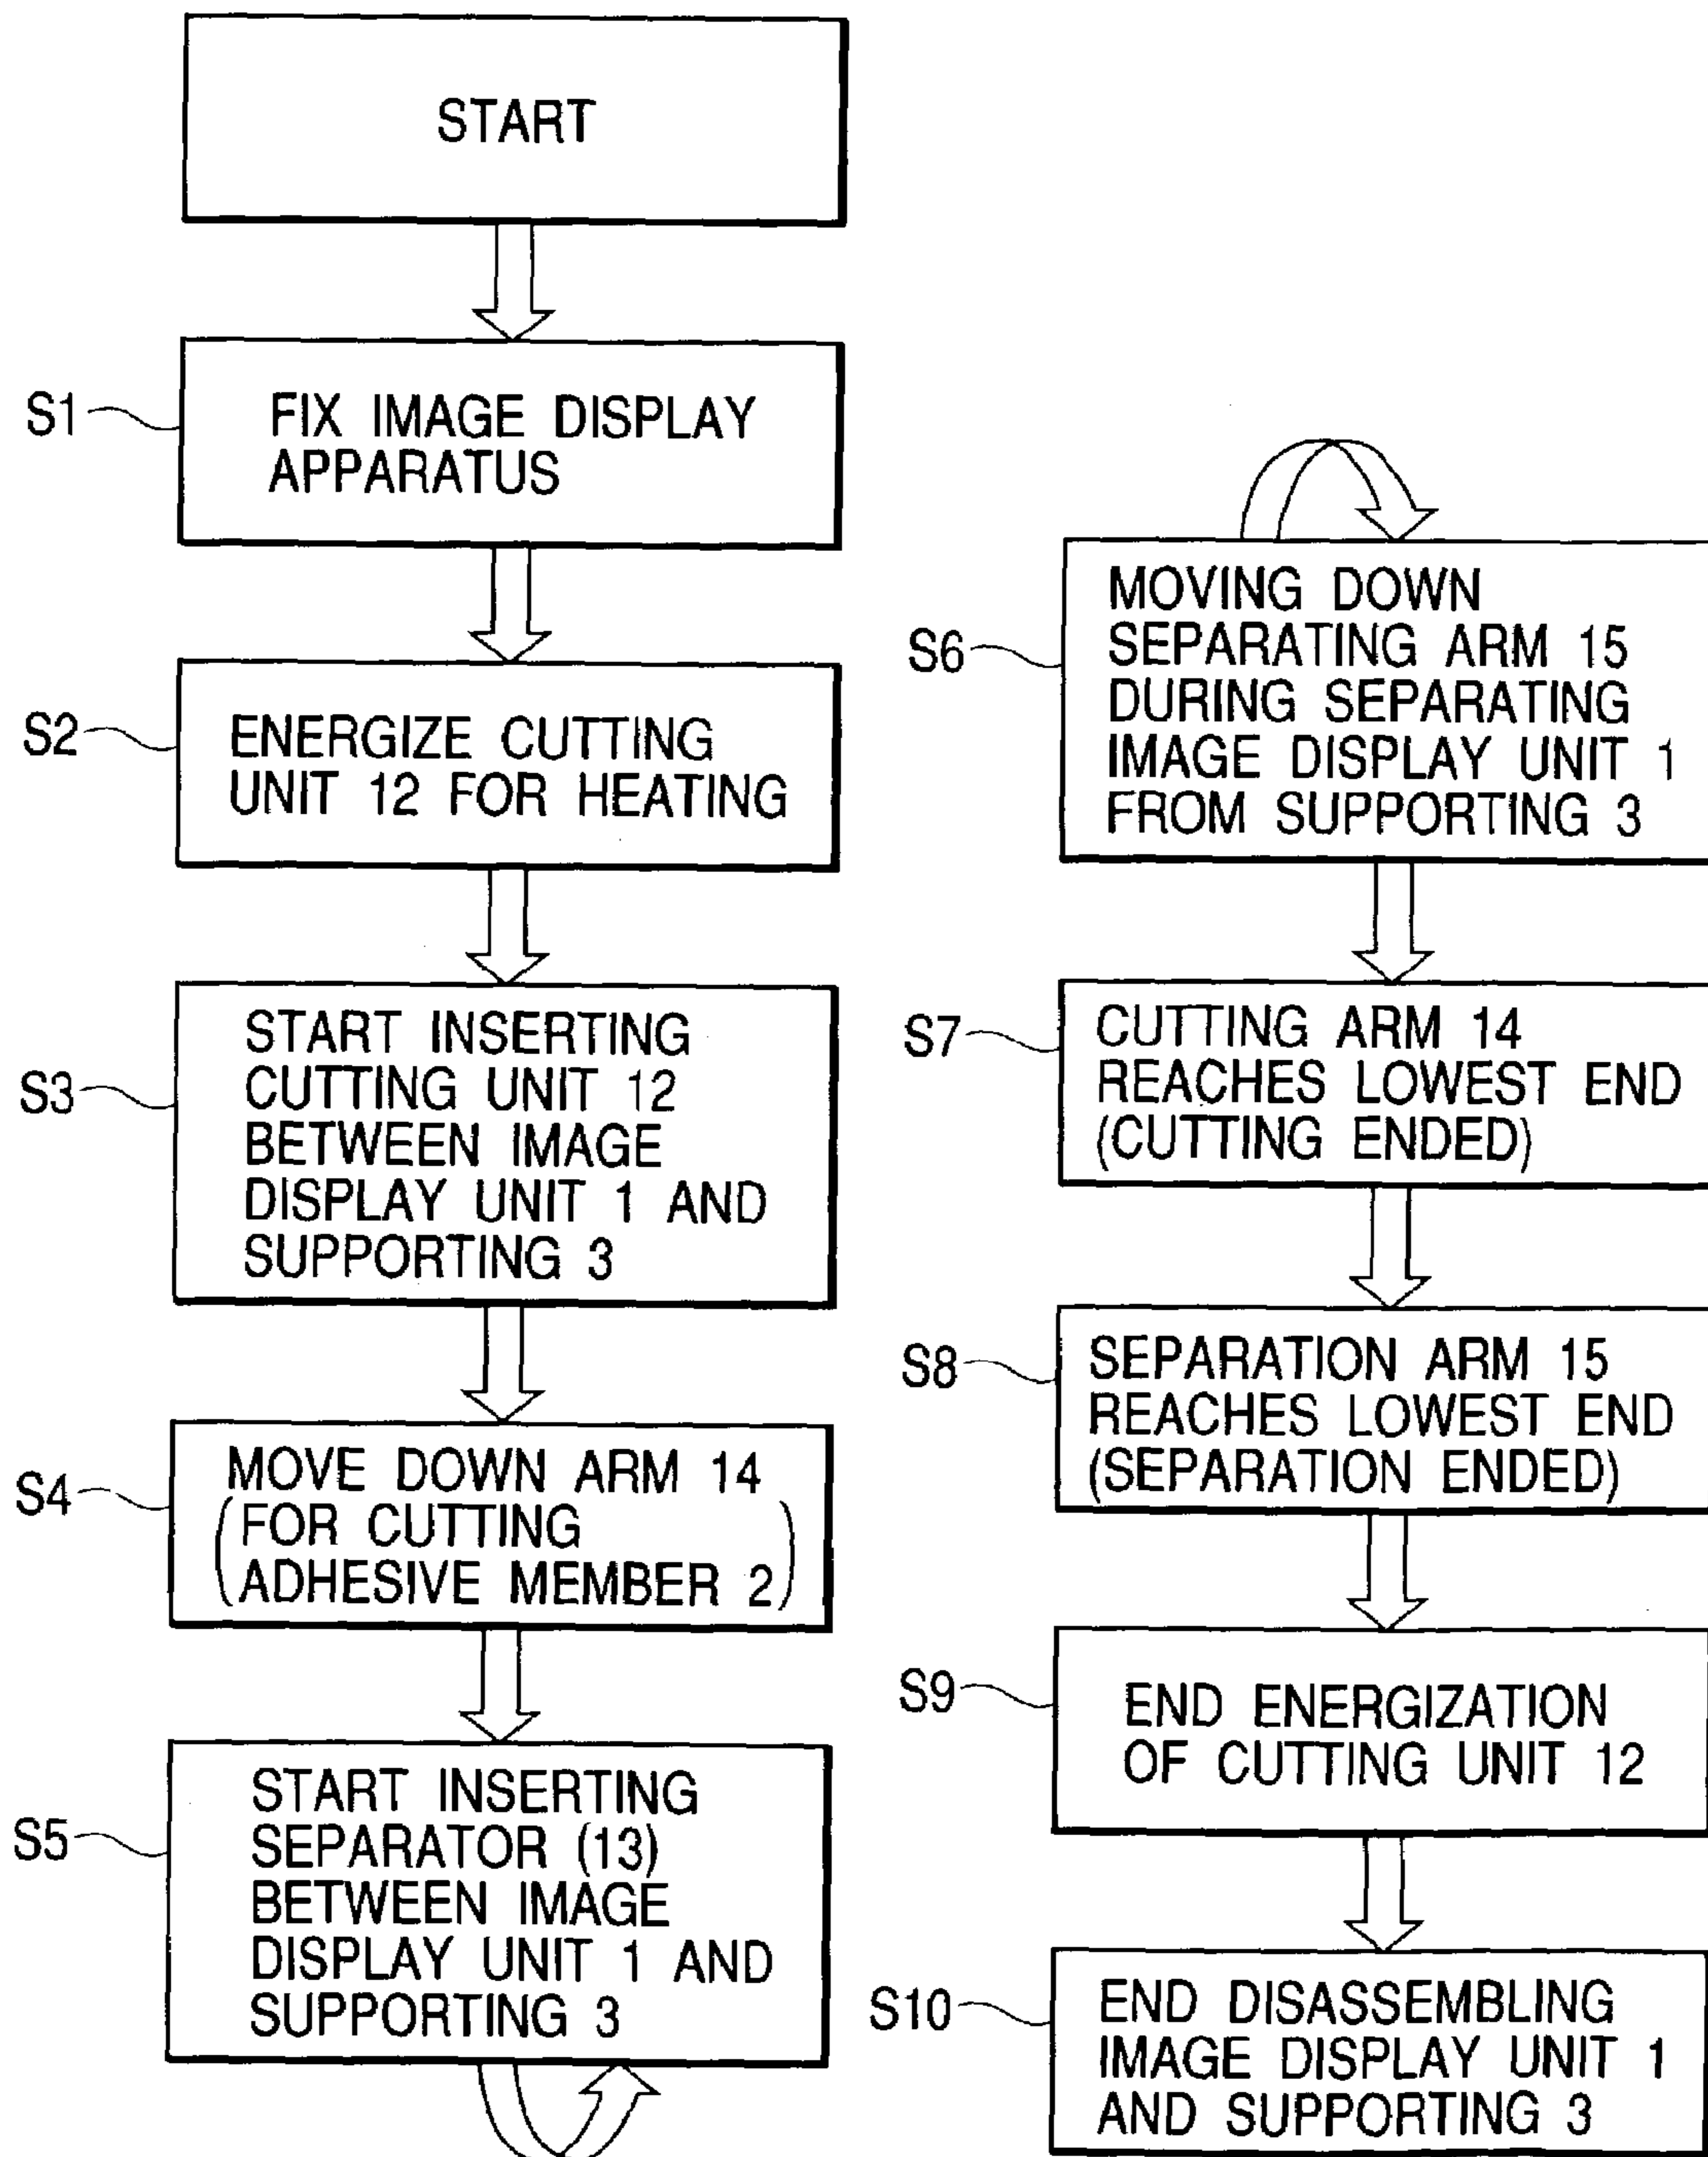 START
S1
FIX IMAGE DISPLAY
APPARATUS
S2
ENERGIZE CUTTING
UNIT 12 FOR HEATING
S3
START INSERTING
CUTTING UNIT 12
BETWEEN IMAGE
DISPLAY UNIT 1 AND
SUPPORTING 3
S4
MOVE DOWN ARM 14
(FOR CUTTING
ADHESIVE MEMBER 2)
S5
START INSERTING
SEPARATOR (13)
BETWEEN IMAGE
DISPLAY UNIT 1 AND
SUPPORTING 3
S6
MOVING DOWN
SEPARATING ARM 15
DURING SEPARATING
IMAGE DISPLAY UNIT 1
FROM SUPPORTING 3
S7
CUTTING ARM 14
REACHES LOWEST END
(CUTTING ENDED)
S8
SEPARATION ARM 15
REACHES LOWEST END
(SEPARATION ENDED)
S9
END ENERGIZATION
OF CUTTING UNIT 12
S10
END DISASSEMBLING
IMAGE DISPLAY UNIT 1
AND SUPPORTING 3